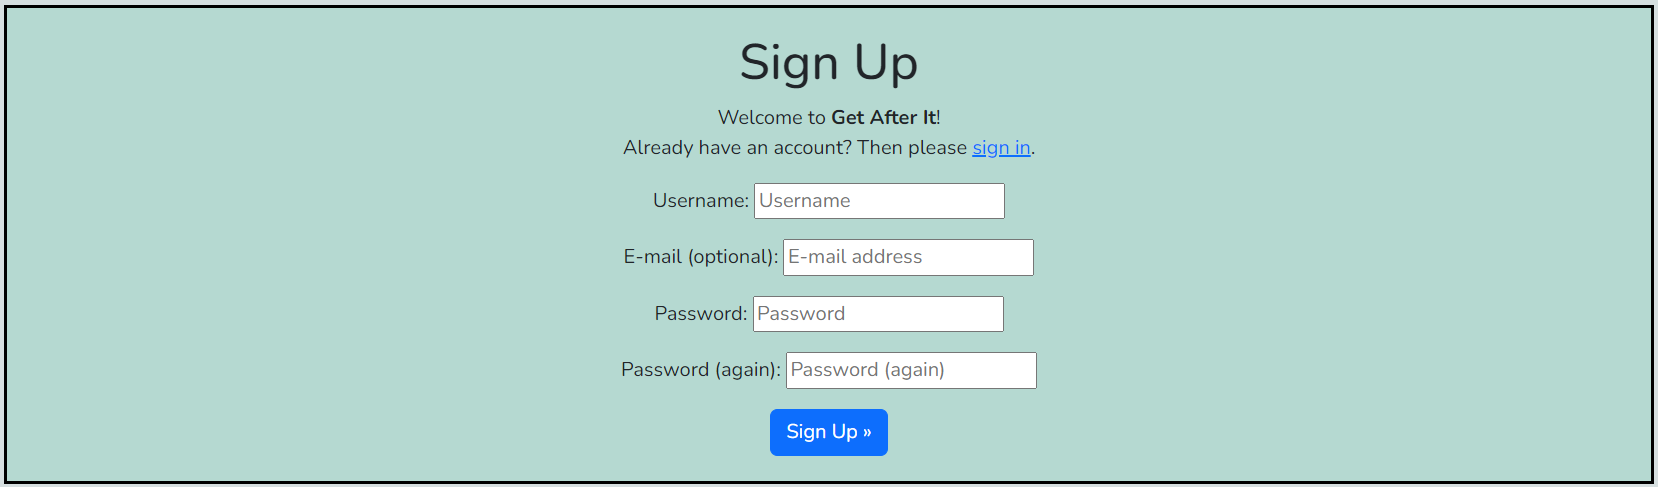 Sign Up
Welcome to Get After It!
Already have an account? Then please sign in.
Username: Username
E-mail (optional): E-mail address
Password: Password
Password (again): Password (again)
Sign Up »